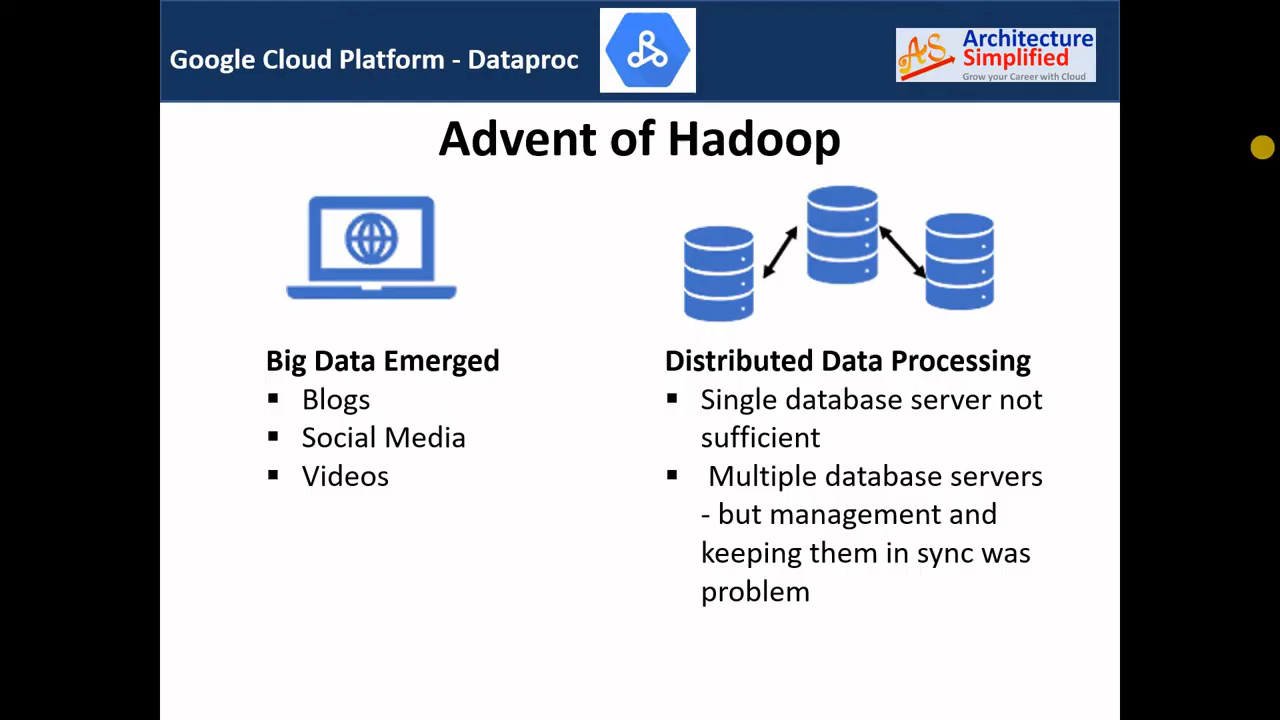 Google Cloud Platform - Dataproc
AS Architecture
Simplified
Grow your Career with Cloud
Advent of Hadoop
Big Data Emerged
▪ Blogs
▪ Social Media
▪ Videos
Distributed Data Processing
▪ Single database server not
sufficient
▪ Multiple database servers
- but management and
keeping them in sync was
problem